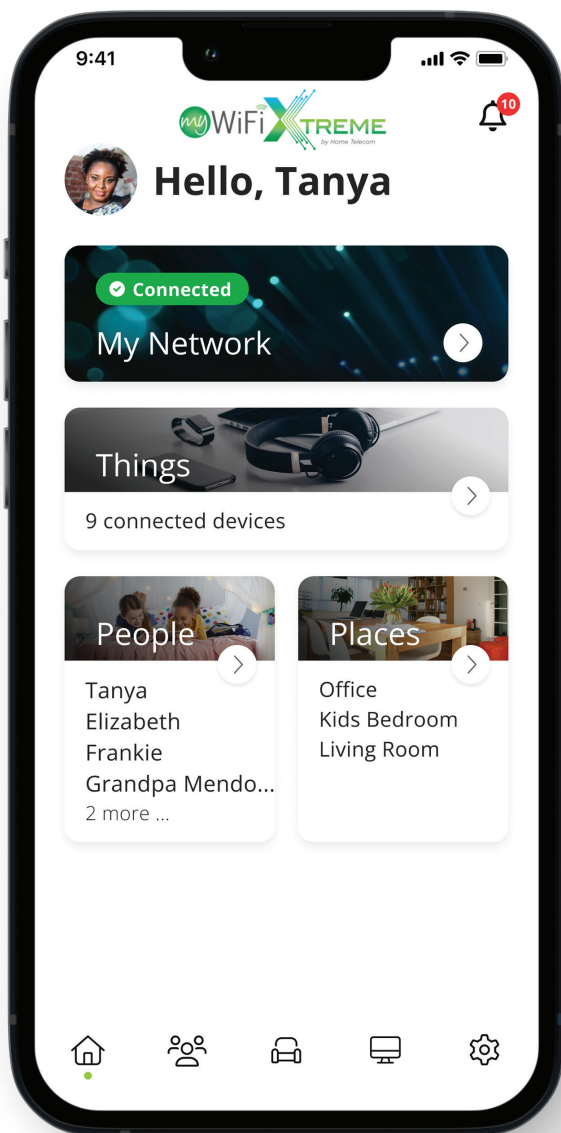 9:41
10
myWiFi XTREME
by Home Telecom
Hello, Tanya
Connected
My Network
Things
9 connected devices
People
Tanya
Elizabeth
Frankie
Grandpa Mendo...
2 more ...
Places
Office
Kids Bedroom
Living Room